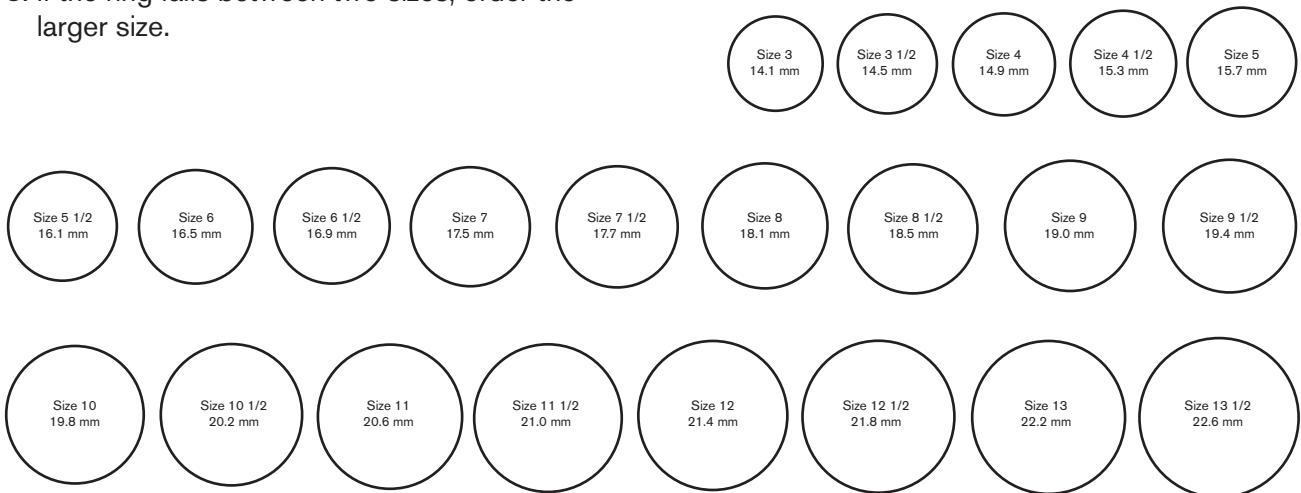 larger size.
Size 3
14.1 mm
Size 3 1/2
14.5 mm
Size 4
14.9 mm
Size 4 1/2
15.3 mm
Size 5
15.7 mm
Size 5 1/2
16.1 mm
Size 6
16.5 mm
Size 6 1/2
16.9 mm
Size 7
17.5 mm
Size 7 1/2
17.7 mm
Size 8
18.1 mm
Size 8 1/2
18.5 mm
Size 9
19.0 mm
Size 9 1/2
19.4 mm
Size 10
19.8 mm
Size 10 1/2
20.2 mm
Size 11
20.6 mm
Size 11 1/2
21.0 mm
Size 12
21.4 mm
Size 12 1/2
21.8 mm
Size 13
22.2 mm
Size 13 1/2
22.6 mm